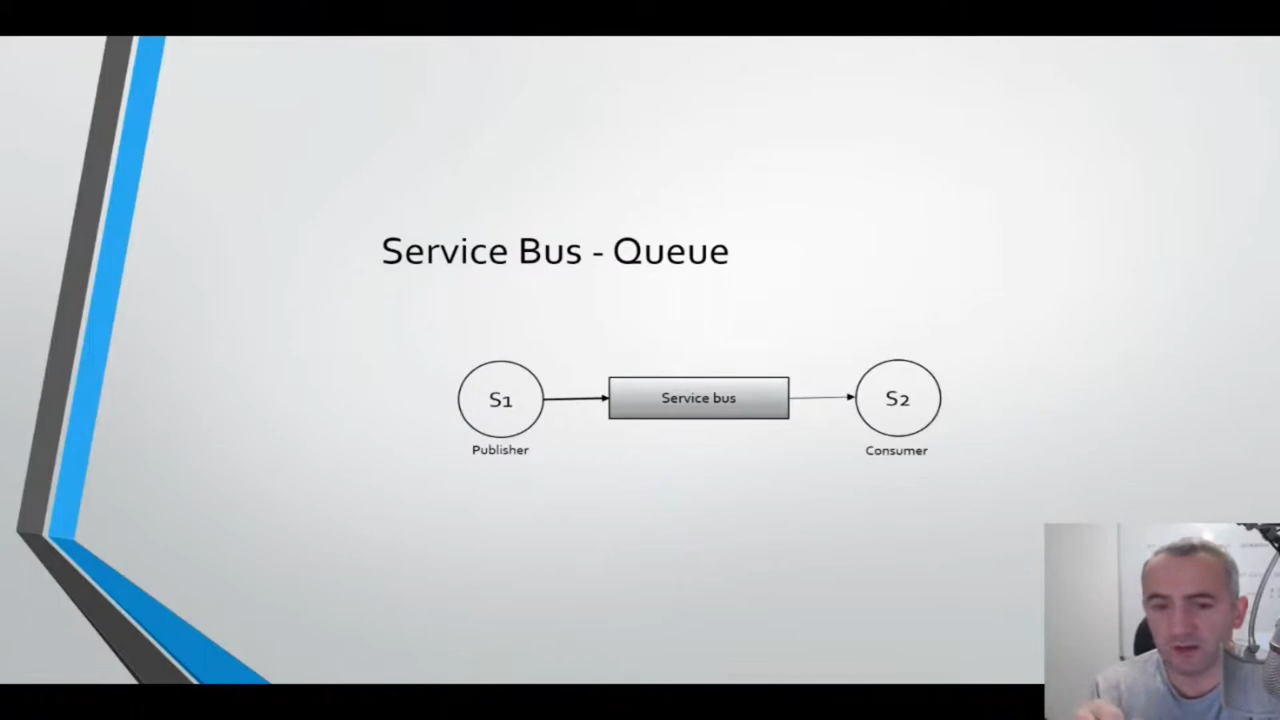 Service Bus - Queue
S1
Service bus
S2
Publisher
Consumer